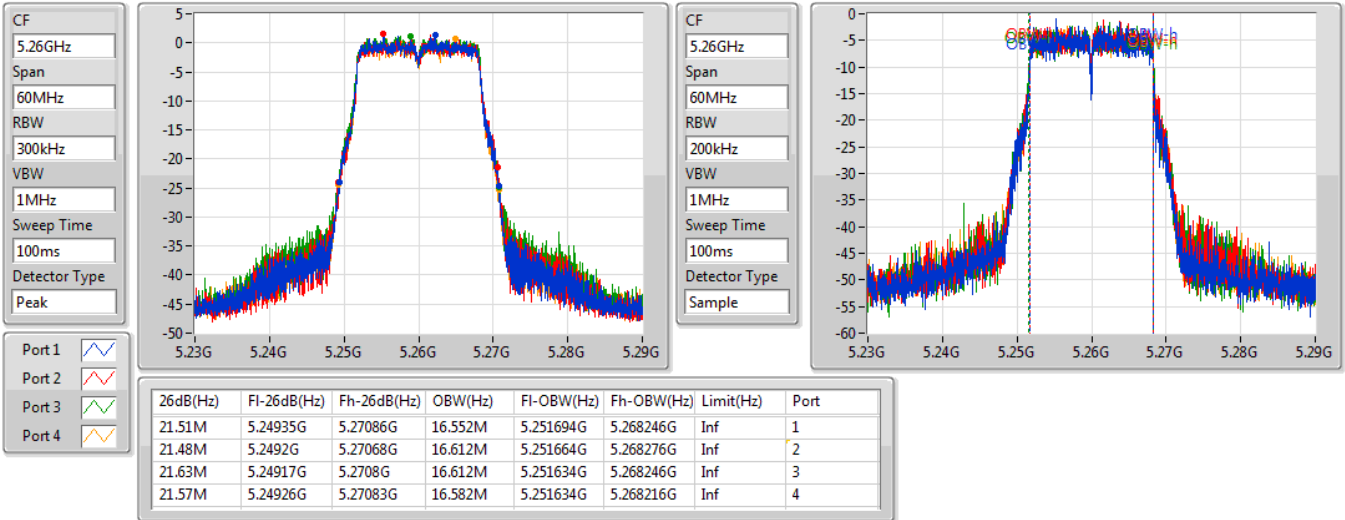 CF
5.26GHz
Span
60MHz
RBW
300kHz
VBW
1MHz
Sweep Time
100ms
Detector Type
Peak
5-
0-
-5-
-10-
-15-
-20-
-25-
-30-
-35-
-40-
-45-
-50-
5.23G 5.24G 5.25G 5.26G 5.27G 5.28G 5.29G
CF
5.26GHz
Span
60MHz
RBW
200kHz
VBW
1MHz
Sweep Time
100ms
Detector Type
Sample
0-
-5-
-10-
-15-
-20-
-25-
-30-
-35-
-40-
-45-
-50-
-55-
-60-
OBW-h
5.23G 5.24G 5.25G 5.26G 5.27G 5.28G 5.29G
Port 1
Port 2
Port 3
Port 4
26dB(Hz) Fl-26dB(Hz) Fh-26dB(Hz) OBW(Hz) Fl-OBW(Hz) Fh-OBW(Hz) Limit(Hz) Port
21.51M 5.24935G 5.27086G 16.552M 5.251694G 5.268246G Inf 1
21.48M 5.2492G 5.27068G 16.612M 5.251664G 5.268276G Inf 2
21.63M 5.24917G 5.2708G 16.612M 5.251634G 5.268246G Inf 3
21.57M 5.24926G 5.27083G 16.582M 5.251634G 5.268216G Inf 4